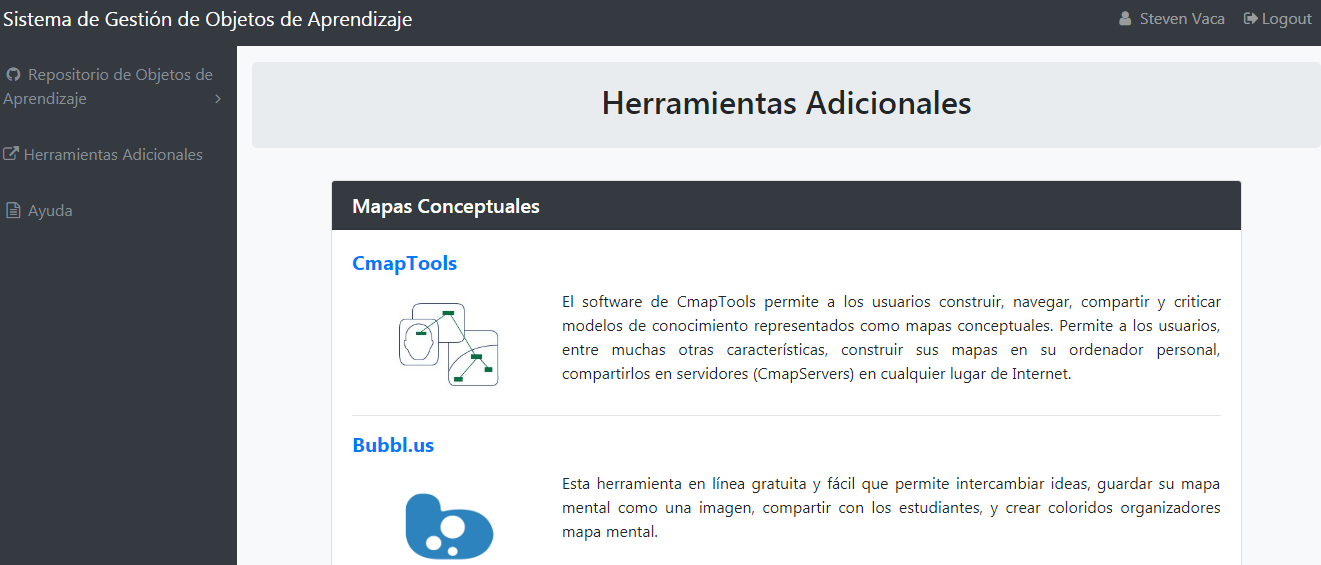 Sistema de Gestión de Objetos de Aprendizaje
Steven Vaca Logout
Repositorio de Objetos de
Aprendizaje
Herramientas Adicionales
Ayuda
Herramientas Adicionales
Mapas Conceptuales
CmapTools
El software de CmapTools permite a los usuarios construir, navegar, compartir y criticar
modelos de conocimiento representados como mapas conceptuales. Permite a los usuarios,
entre muchas otras características, construir sus mapas en su ordenador personal,
compartirlos en servidores (CmapServers) en cualquier lugar de Internet.
Bubbl.us
Esta herramienta en línea gratuita y fácil que permite intercambiar ideas, guardar su mapa
mental como una imagen, compartir con los estudiantes, y crear coloridos organizadores
mapa mental.